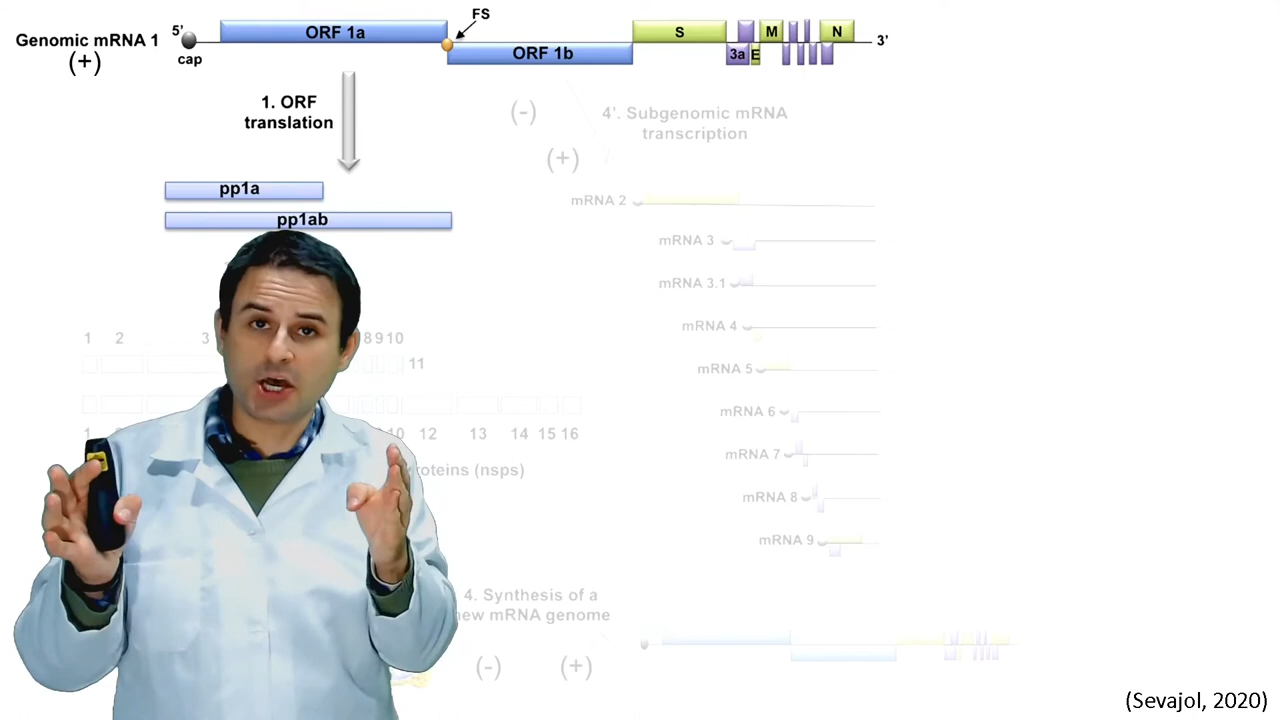 FS
5’
ORF 1a
S
M
N
Genomic mRNA 1
3’
(+)
cap
ORF 1b
3a
E
1. ORF
translation
(-)
4’. Subgenomic mRNA
transcription
(+)
pp1a
pp1ab
mRNA 2
mRNA 3
mRNA 3.1
mRNA 4
mRNA 5
mRNA 6
mRNA 7
mRNA 8
mRNA 9
1 2 3 8 9 10
11
1 10 12 13 14 15 16
roteins (nsps)
4. Synthesis of a
new mRNA genome
(-) (+)
(Sevajol, 2020)